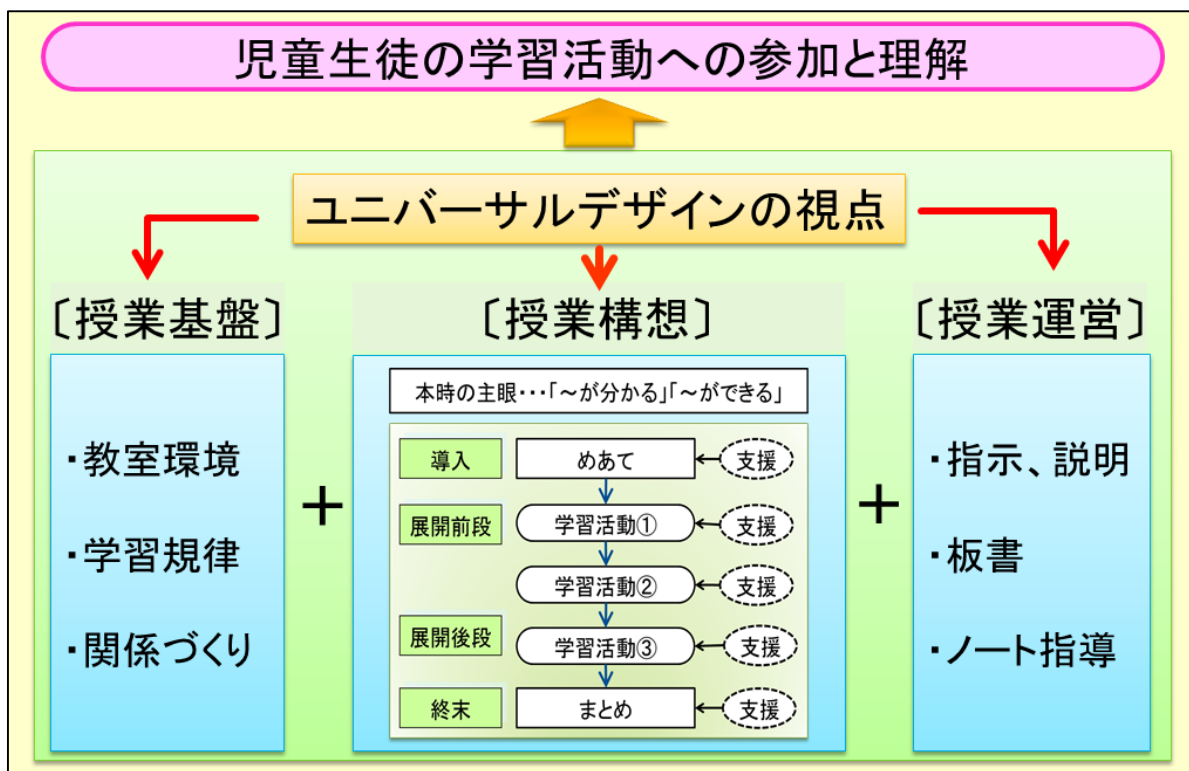 児童生徒の学習活動への参加と理解
ユニバーサルデザインの視点
〔授業基盤〕
・教室環境
・学習規律
・関係づくり
＋
〔授業構想〕
本時の主眼･･･「～が分かる」「～ができる」
導入
めあて
支援
展開前段
学習活動①
支援
学習活動②
支援
展開後段
学習活動③
支援
終末
まとめ
支援
＋
〔授業運営〕
・指示、説明
・板書
・ノート指導